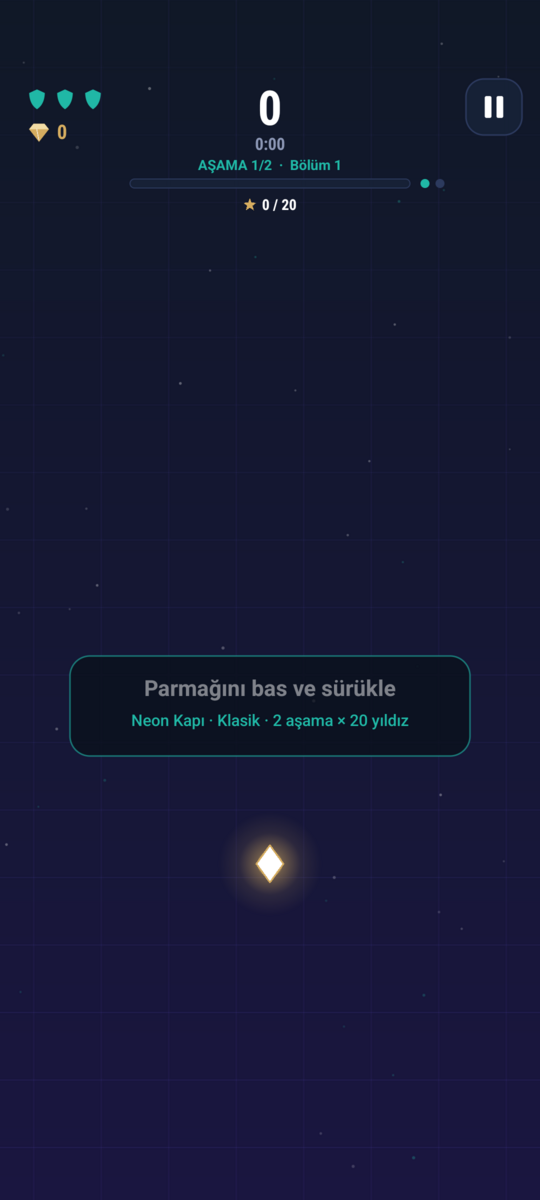 0
0
0:00
AŞAMA 1/2 · Bölüm 1
0 / 20
Parmağını bas ve sürükle
Neon Kapı · Klasik · 2 aşama × 20 yıldız